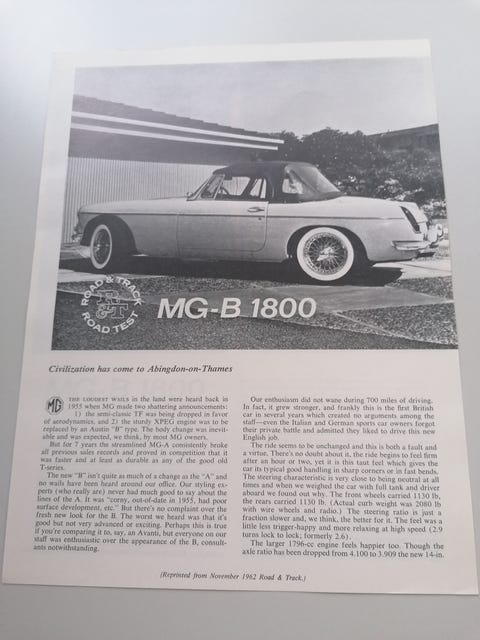 ROAD & TRACK
R&T
ROAD TEST
MG-B 1800
Civilization has come to Abingdon-on-Thames
MG THE LOUDEST WAILS in the land were heard back in
1955 when MG made two shattering announcements:
1) the semi-classic TF was being dropped in favor
of aerodynamics, and 2) the sturdy XPEG engine was to be
replaced by an Austin "B" type. The body change was inevit-
able and was expected, we think, by most MG owners.
But for 7 years the streamlined MG-A consistently broke
all previous sales records and proved in competition that it
was faster and at least as durable as any of the good old
T-series.
The new "B" isn't quite as much of a change as the "A" and
no wails have been heard around our office. Our styling ex-
perts (who really are) never had much good to say about the
lines of the A. It was "corny, out-of-date in 1955, had poor
surface development, etc." But there's no complaint over the
fresh new look for the B. The worst we heard was that it's
good but not very advanced or exciting. Perhaps this is true
if you're comparing it to, say, an Avanti, but everyone on our
staff was enthusiastic over the appearance of the B, consult-
ants notwithstanding.
Our enthusiasm did not wane during 700 miles of driving.
In fact, it grew stronger, and frankly this is the first British
car in several years which created no arguments among the
staff—even the Italian and German sports car owners forgot
their private battle and admitted they liked to drive this new
English job.
The ride seems to be unchanged and this is both a fault and
a virtue. There's no doubt about it, the ride begins to feel firm
after an hour or two, yet it is this taut feel which gives the
car its typical good handling in sharp corners or in fast bends.
The steering characteristic is very close to being neutral at all
times and when we weighed the car with full tank and driver
aboard we found out why. The front wheels carried 1130 lb,
the rears carried 1130 lb. (Actual curb weight was 2080 lb
with wire wheels and radio.) The steering ratio is just a
fraction slower and, we think, the better for it. The feel was a
little less trigger-happy and more relaxing at high speed. (2.9
turns lock to lock; formerly 2.6).
The larger 1796-cc engine feels happier too. Though the
axle ratio has been dropped from 4.100 to 3.909 the new 14-in.
(Reprinted from November 1962 Road & Track.)